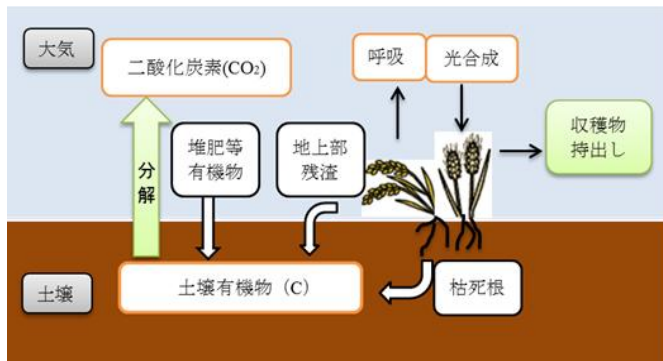 大気
二酸化炭素(CO₂)
呼吸
光合成
堆肥等
有機物
地上部
残渣
収穫物
持出し
分解
土壌
土壌有機物（C）
枯死根